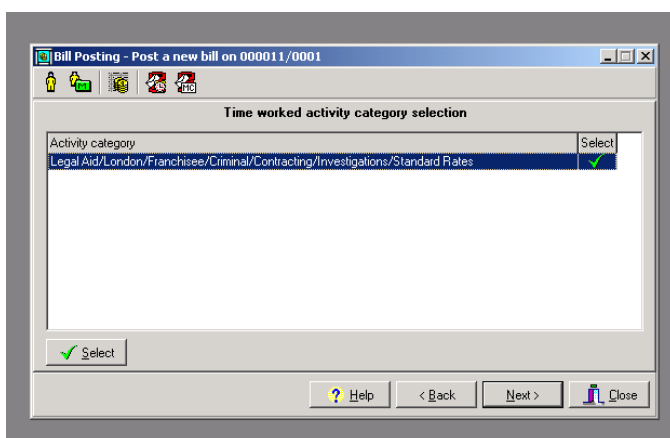 Bill Posting - Post a new bill on 000011/0001
M MC
Time worked activity category selection
Activity category Select
Legal Aid/London/Franchisee/Criminal/Contracting/Investigations/Standard Rates
Select
? Help < Back Next > Close